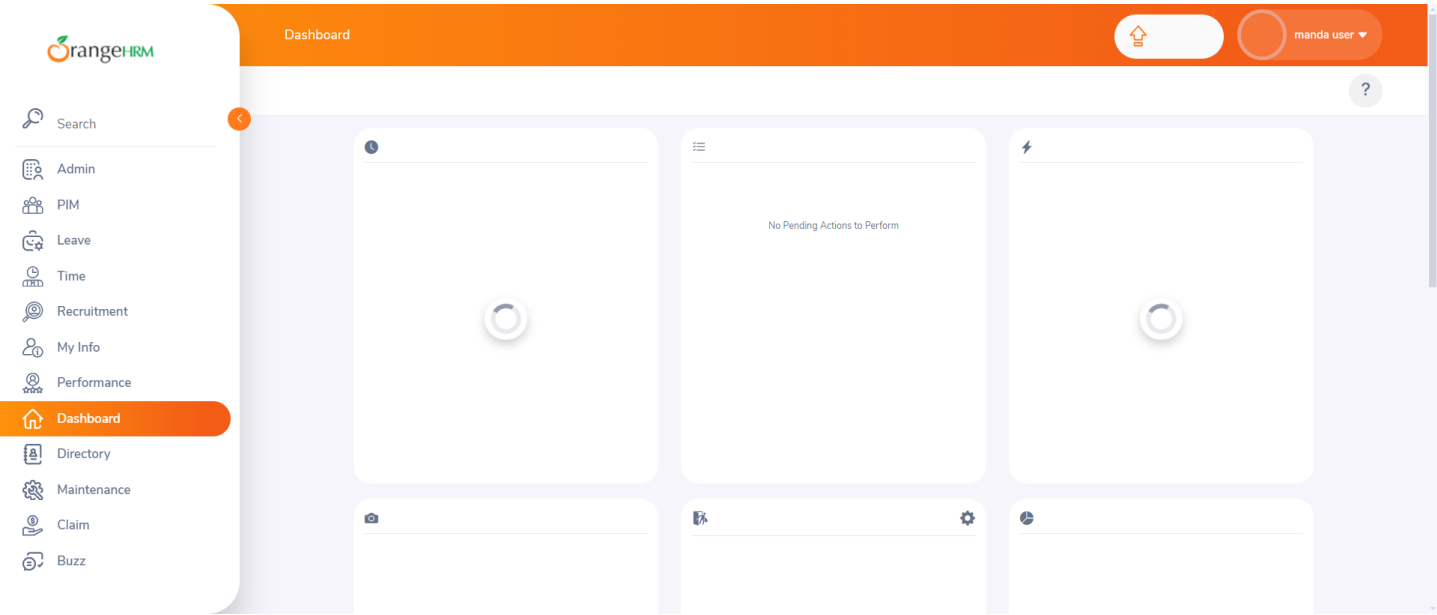 OrangeHRM
Dashboard
manda user
?
Search
Admin
PIM
Leave
Time
Recruitment
My Info
Performance
Dashboard
Directory
Maintenance
Claim
Buzz
No Pending Actions to Perform